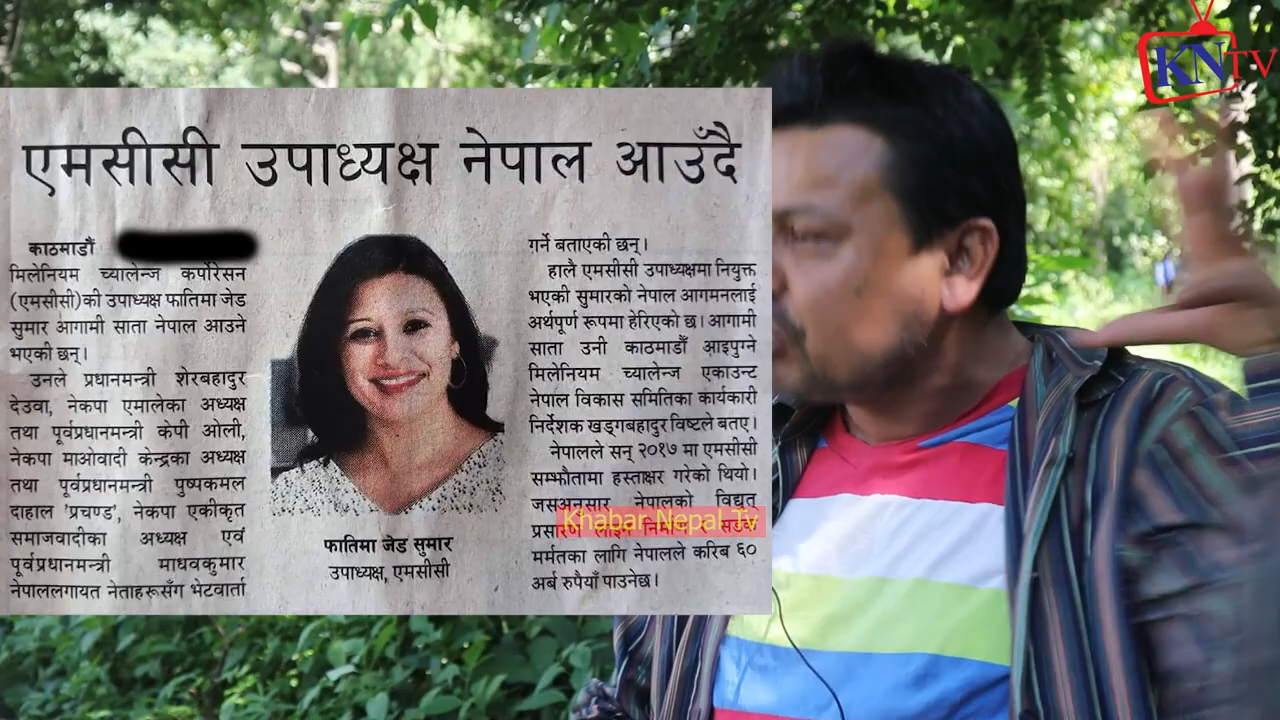 KNTV
एमसीसी उपाध्यक्ष नेपाल आउँदै
काठमाडौं
मिलेनियम च्यालेन्ज कर्पोरेसन
(एमसीसी)की उपाध्यक्ष फातिमा जेड
सुमार आगामी साता नेपाल आउने
भएकी छन्।
उनले प्रधानमन्त्री शेरबहादुर
देउवा, नेकपा एमालेका अध्यक्ष
तथा पूर्वप्रधानमन्त्री केपी ओली,
नेकपा माओवादी केन्द्रका अध्यक्ष
तथा पूर्वप्रधानमन्त्री पुष्पकमल
दाहाल 'प्रचण्ड', नेकपा एकीकृत
समाजवादीका अध्यक्ष एवं
पूर्वप्रधानमन्त्री माधवकुमार
नेपाललगायत नेताहरूसँग भेटवार्ता
फातिमा जेड सुमार
उपाध्यक्ष, एमसीसी
गर्ने बताएकी छन्।
हालै एमसीसी उपाध्यक्षमा नियुक्त
भएकी सुमारको नेपाल आगमनलाई
अर्थपूर्ण रूपमा हेरिएको छ। आगामी
साता उनी काठमाडौं आइपुग्ने
मिलेनियम च्यालेन्ज एकाउन्ट
नेपाल विकास समितिका कार्यकारी
निर्देशक खड्गबहादुर विष्टले बताए।
नेपालले सन् २०१७ मा एमसीसी
सम्झौतामा हस्ताक्षर गरेको थियो।
जसअनुसार नेपालको विद्युत
प्रसारण लाइन निर्माण र सडक
Khabar Nepal Tv
मर्मतका लागि नेपालले करिब ६०
अर्ब रुपैयाँ पाउनेछ।